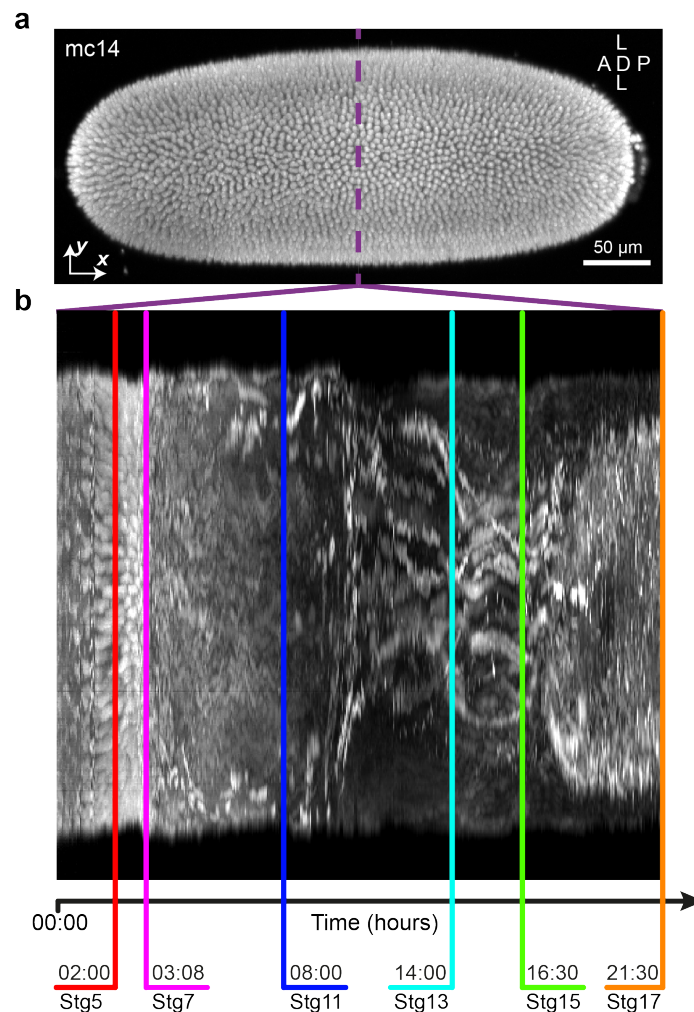 a
mc14
L
A D P
L
y
x
50 µm
b
00:00
Time (hours)
02:00 03:08 08:00 14:00 16:30 21:30
Stg5 Stg7 Stg11 Stg13 Stg15 Stg17